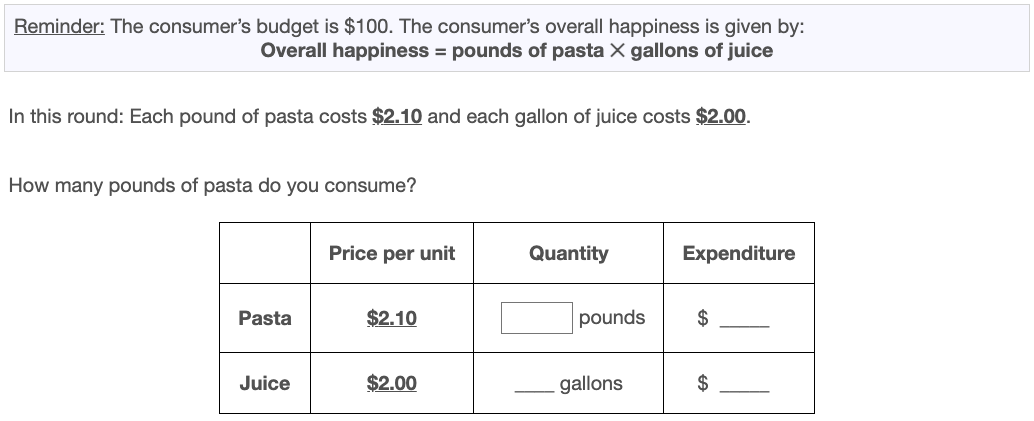 Reminder: The consumer's budget is $100. The consumer's overall happiness is given by:
Overall happiness = pounds of pasta × gallons of juice
In this round: Each pound of pasta costs $2.10 and each gallon of juice costs $2.00.
How many pounds of pasta do you consume?
Price per unit Quantity Expenditure
Pasta $2.10 pounds $ ____
Juice $2.00 ____ gallons $ ____